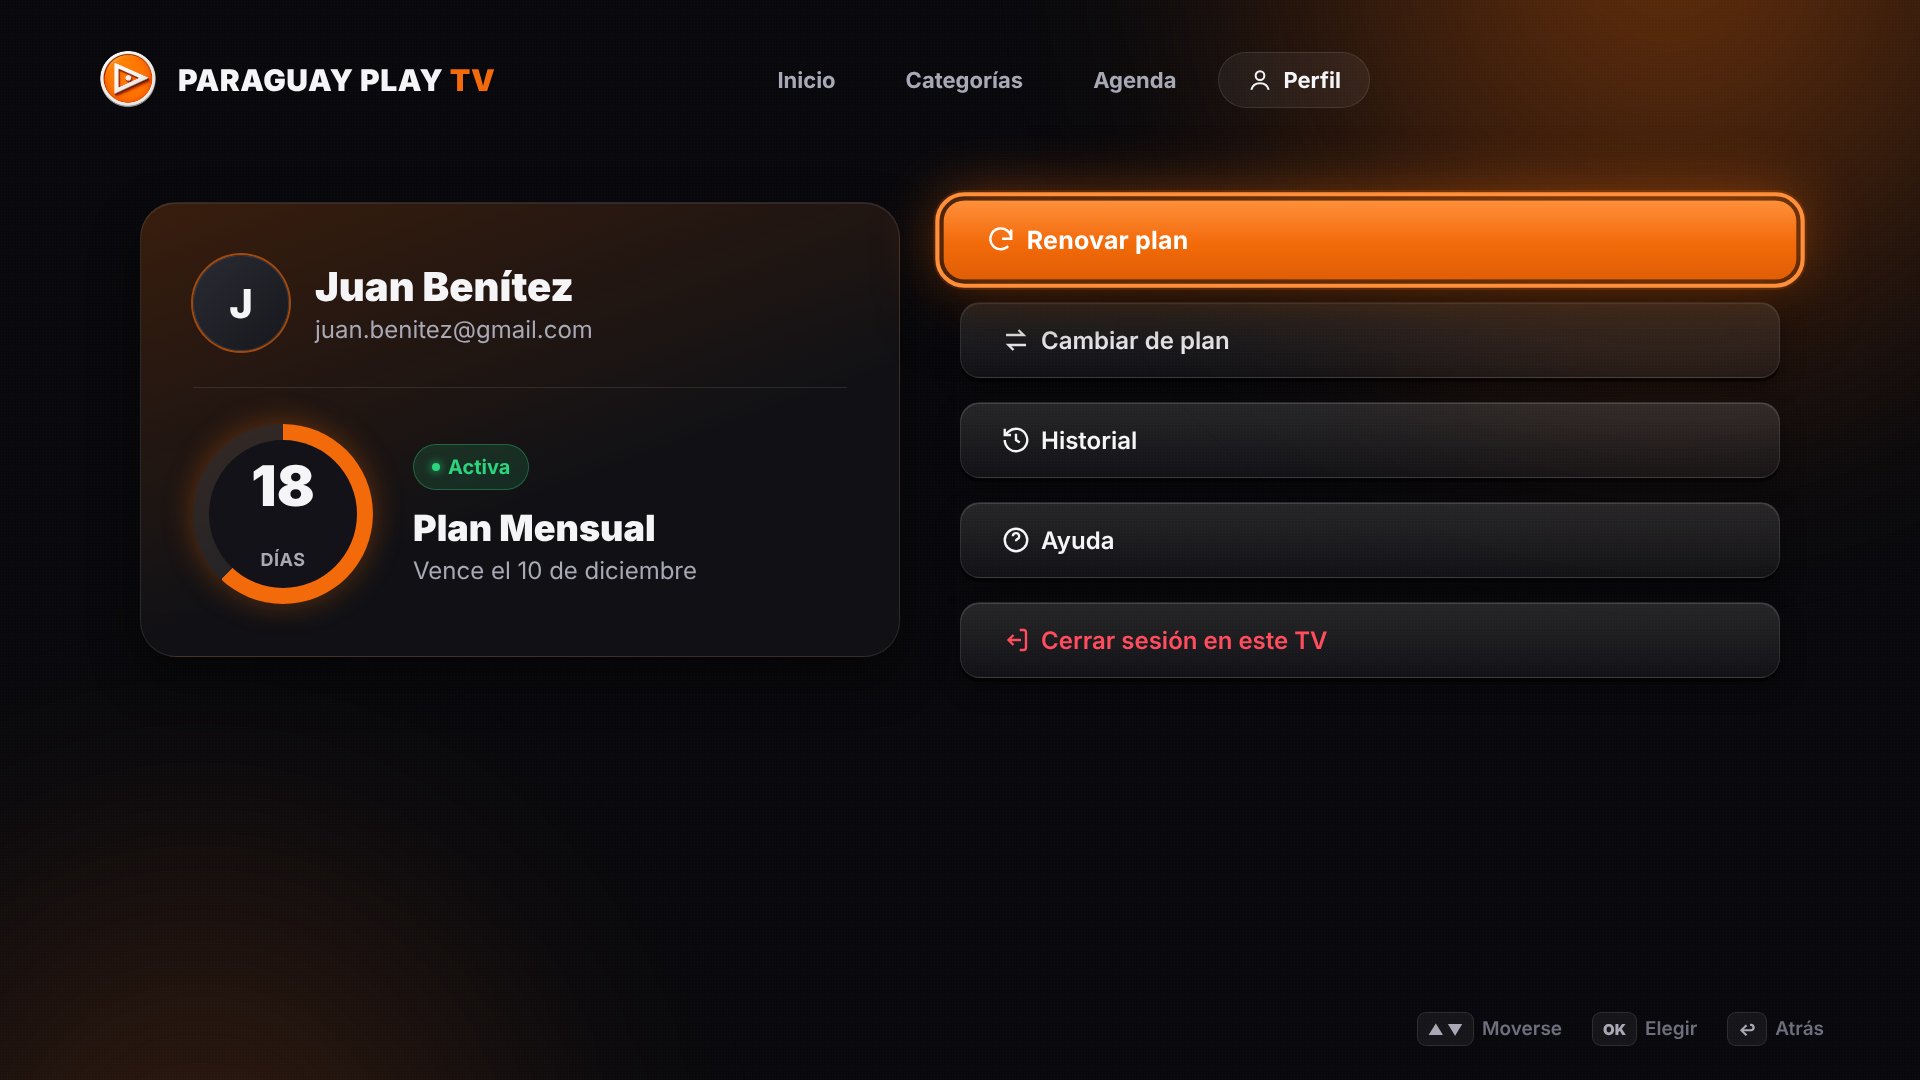 PARAGUAY PLAY TV
Inicio
Categorías
Agenda
Perfil
J
Juan Benítez
juan.benitez@gmail.com
18
DÍAS
Activa
Plan Mensual
Vence el 10 de diciembre
Renovar plan
Cambiar de plan
Historial
Ayuda
Cerrar sesión en este TV
▲▼ Moverse
OK Elegir
↩ Atrás